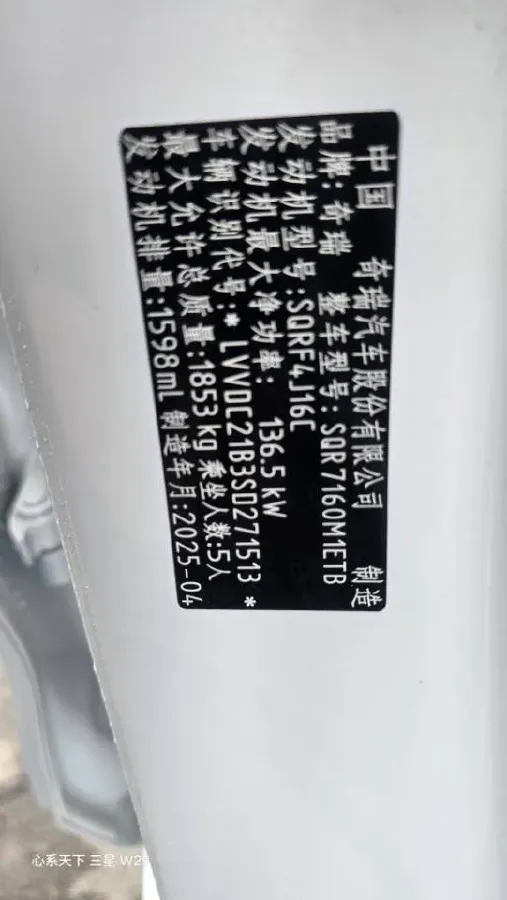 中国 奇瑞汽车股份有限公司 制造
品牌:奇瑞 整车型号:SQR7160M1ETB
发动机型号:SQRF4J16C
发动机最大净功率: 136.5 kW
车辆识别代号:* LVVDC21B3SD271513 *
最大允许总质量:1853 kg 乘坐人数:5人
发动机排量:1598mL 制造年月:2025-04
心系天下 三星 W25